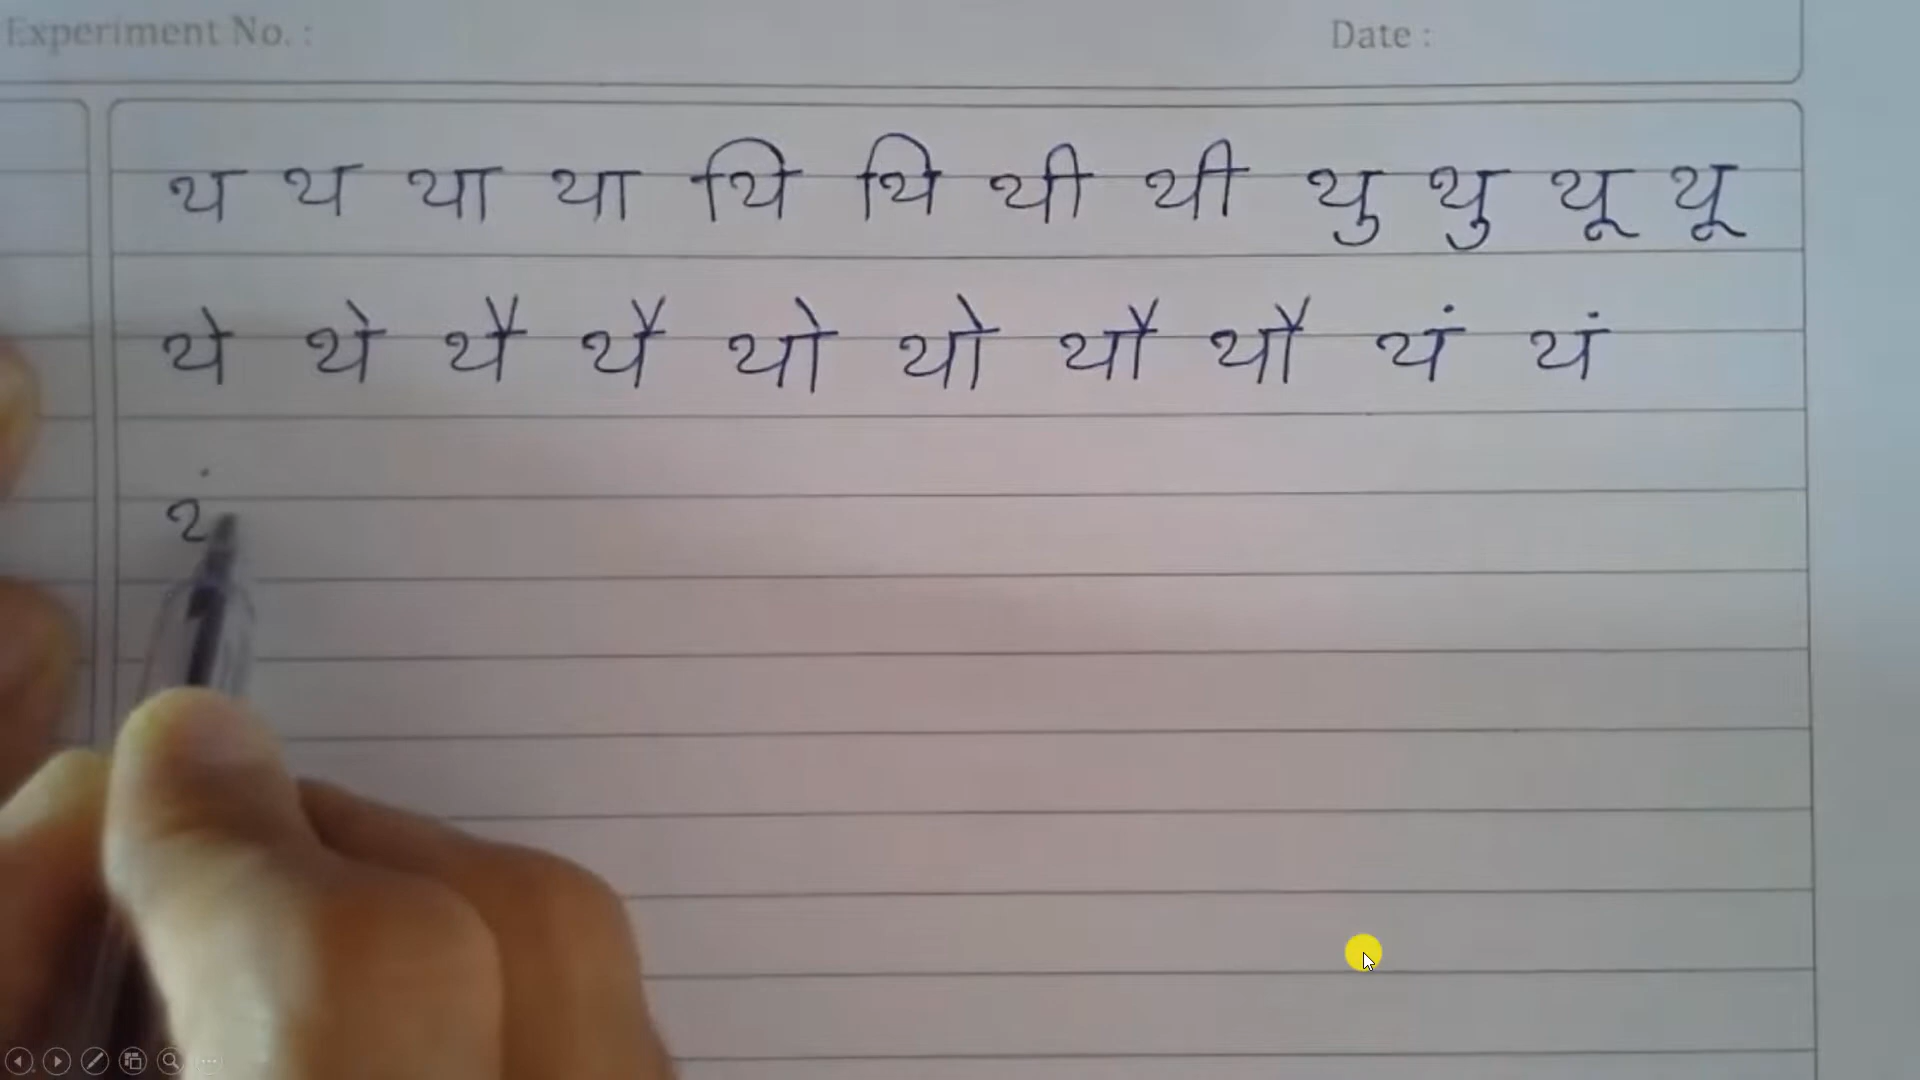 Experiment No. : Date :
थ थ था था थि थि थी थी थु थु थू थू
थे थे थै थै थो थो थौ थौ थं थं